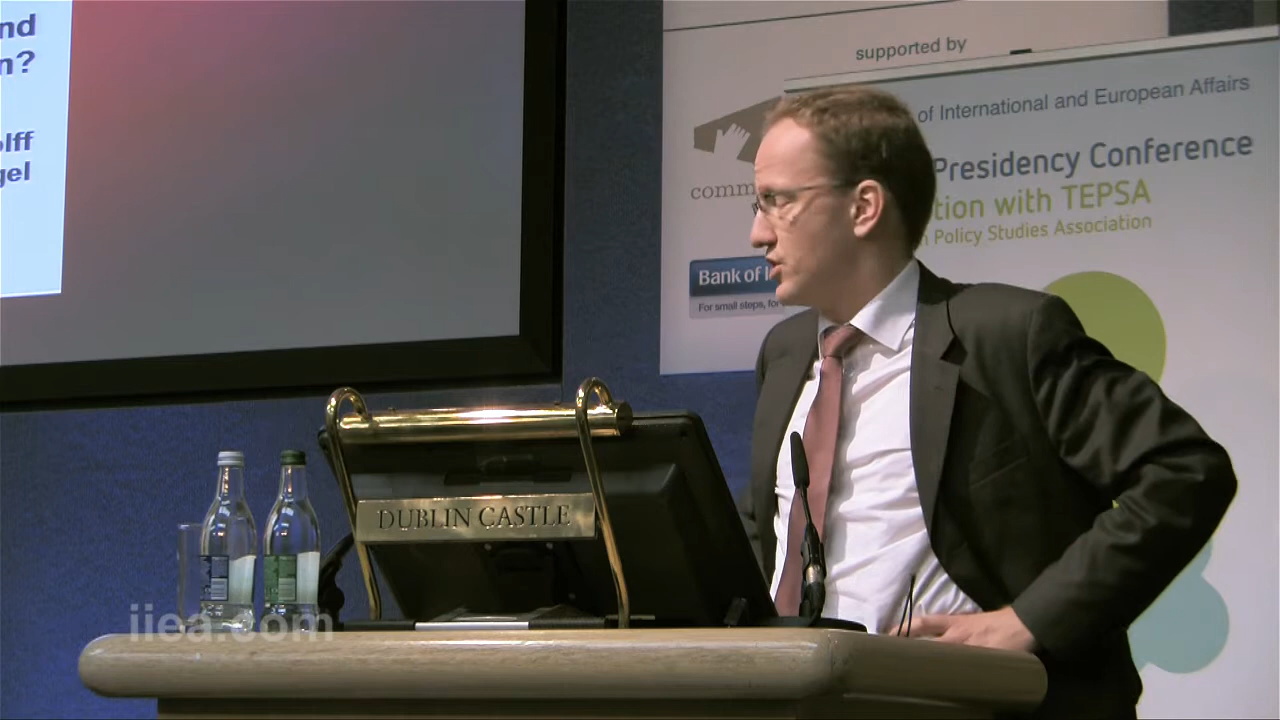 nd
n?
olff
gel
supported by
of International and European Affairs
Presidency Conference
tion with TEPSA
n Policy Studies Association
comm
Bank of I
For small steps, for
DUBLIN CASTLE
iiea.com